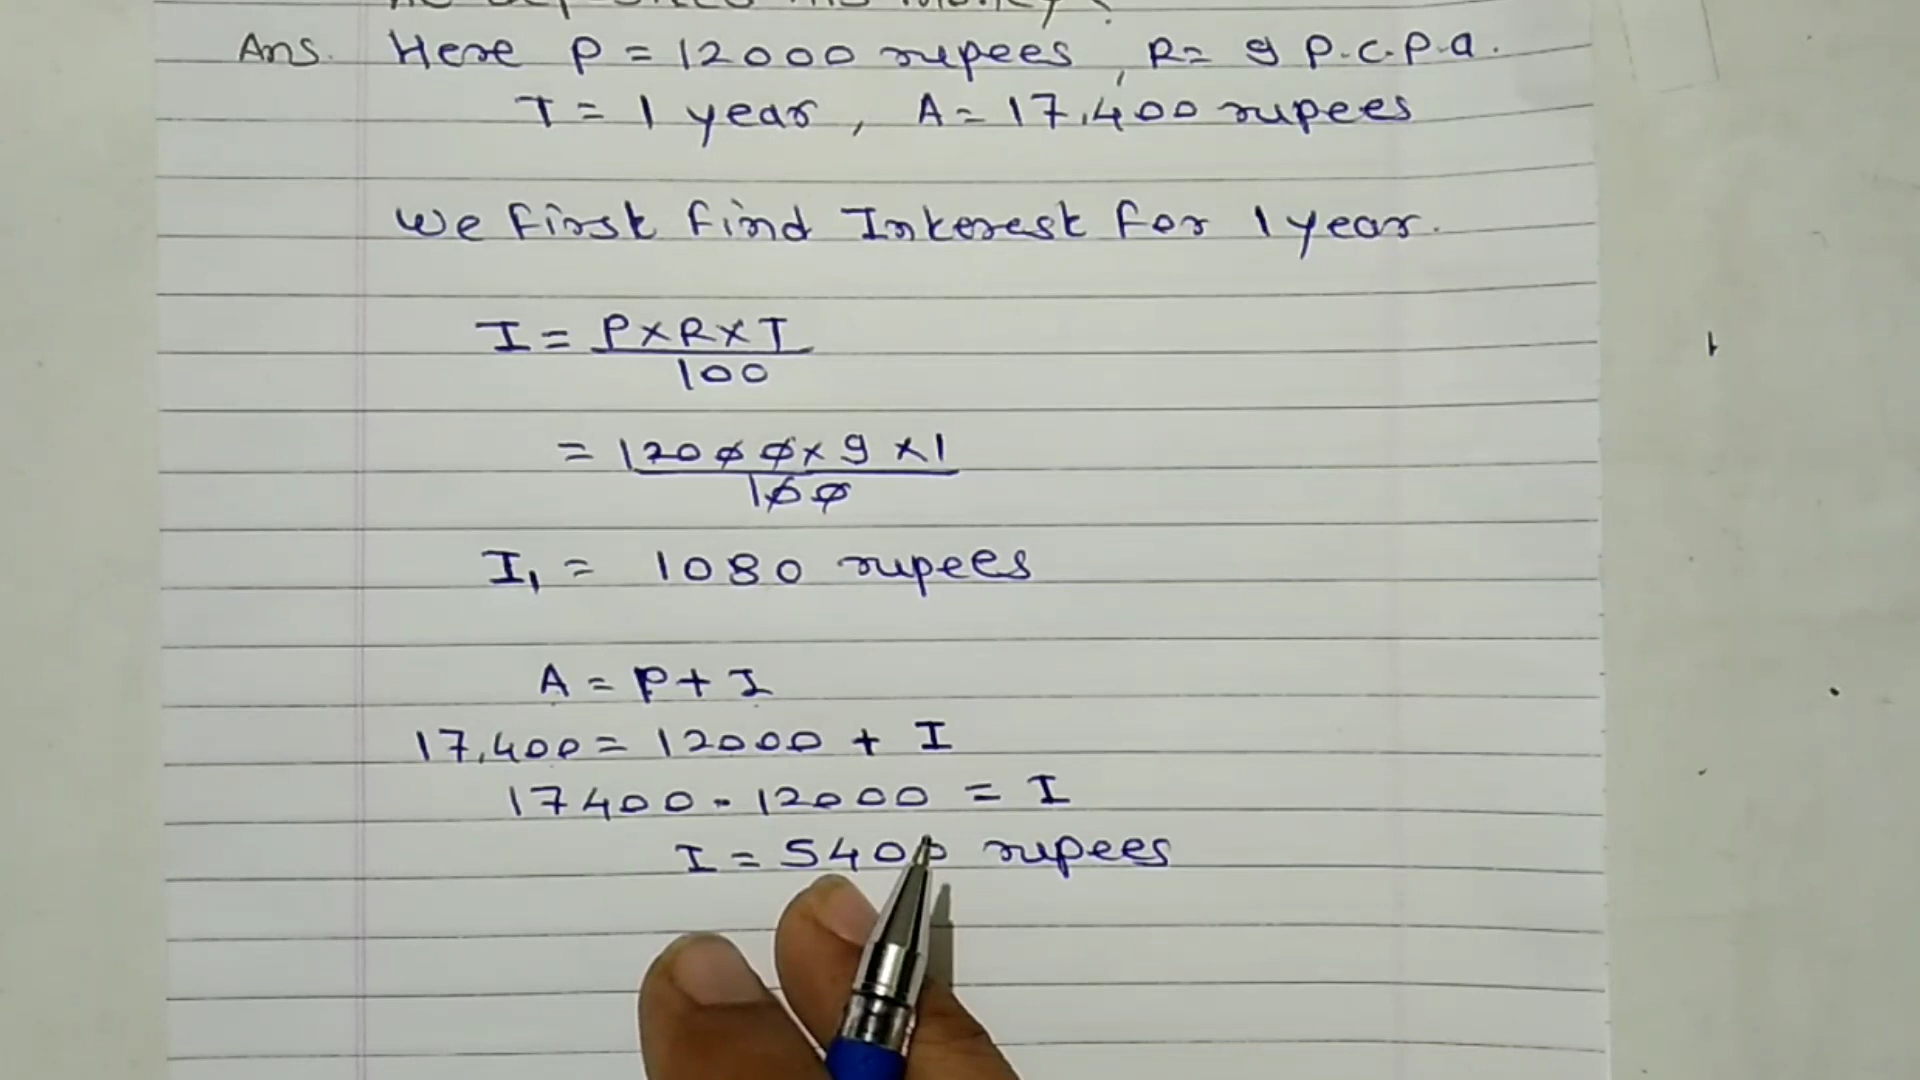 Ans. Here P = 12000 rupees, R = 9 p.c.p.a.
T = 1 year, A = 17,400 rupees
We first find Interest for 1 year.
I = P×R×T
100
= 12000 × 9 × 1
100
I₁ = 1080 rupees
A = P + I
17,400 = 12000 + I
17400 - 12000 = I
I = 5400 rupees